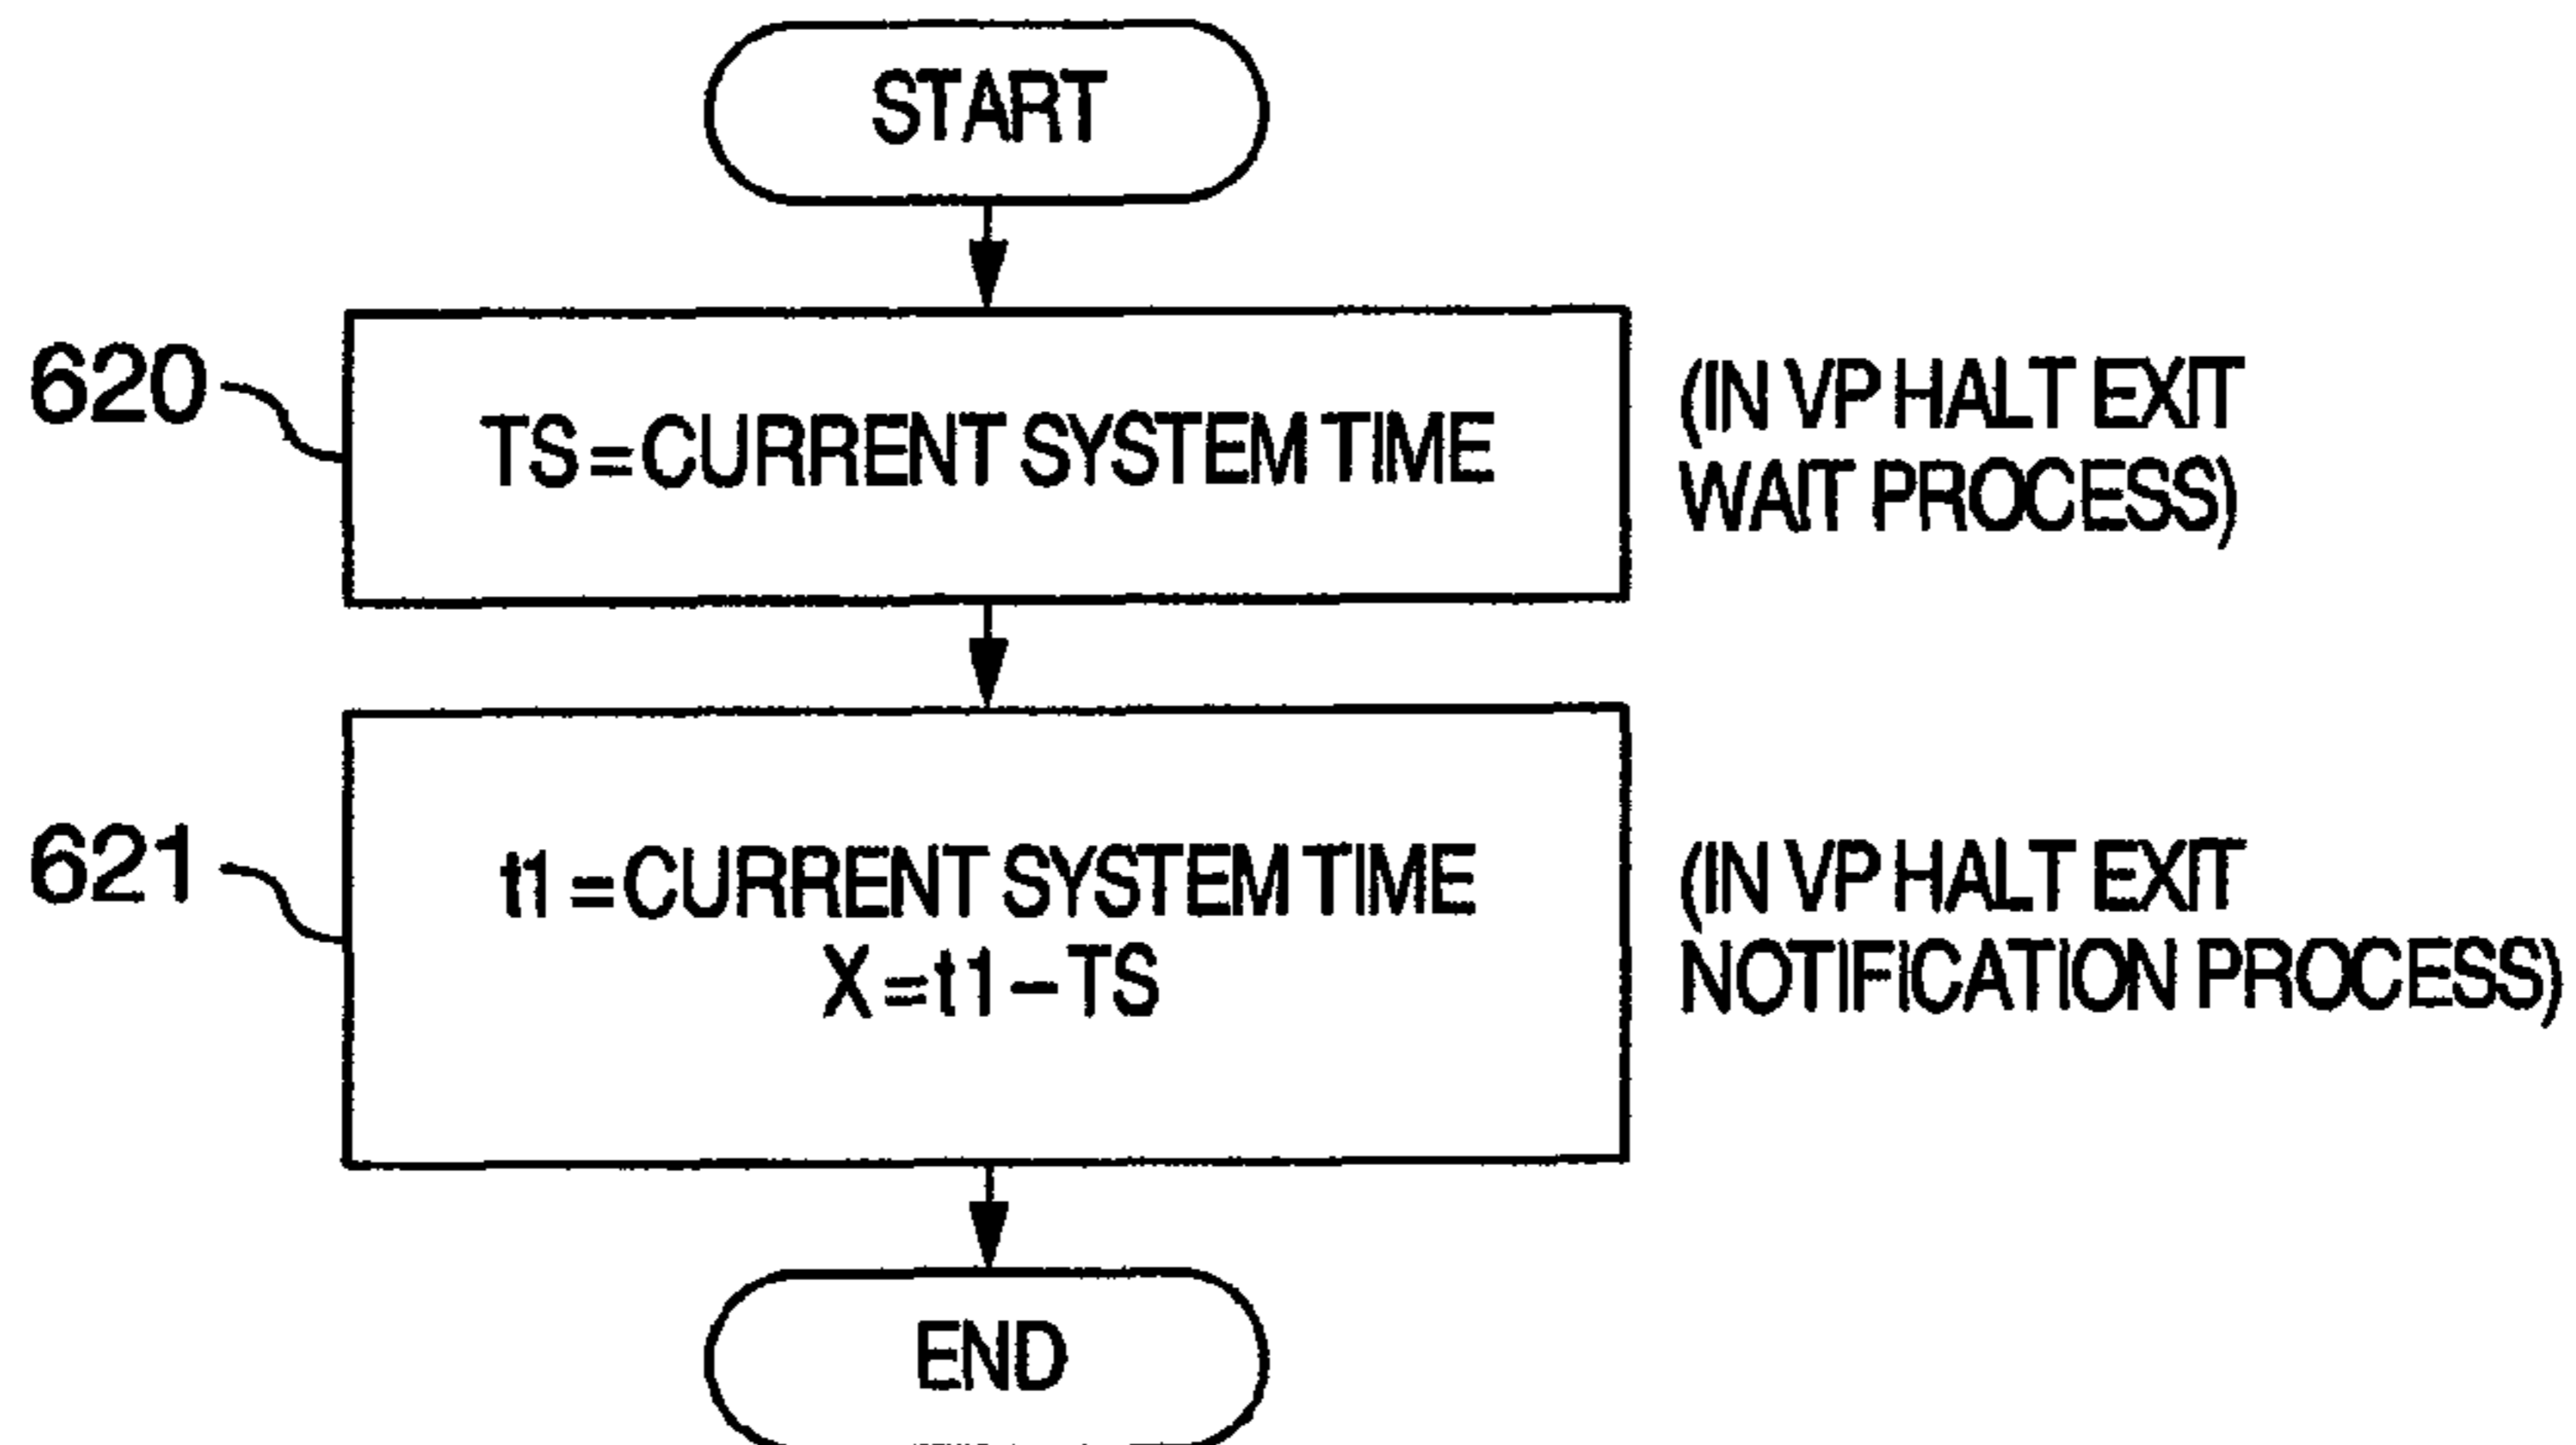 START
620
TS=CURRENT SYSTEM TIME
(IN VP HALT EXIT
WAIT PROCESS)
621
t1=CURRENT SYSTEM TIME
X=t1-TS
(IN VP HALT EXIT
NOTIFICATION PROCESS)
END